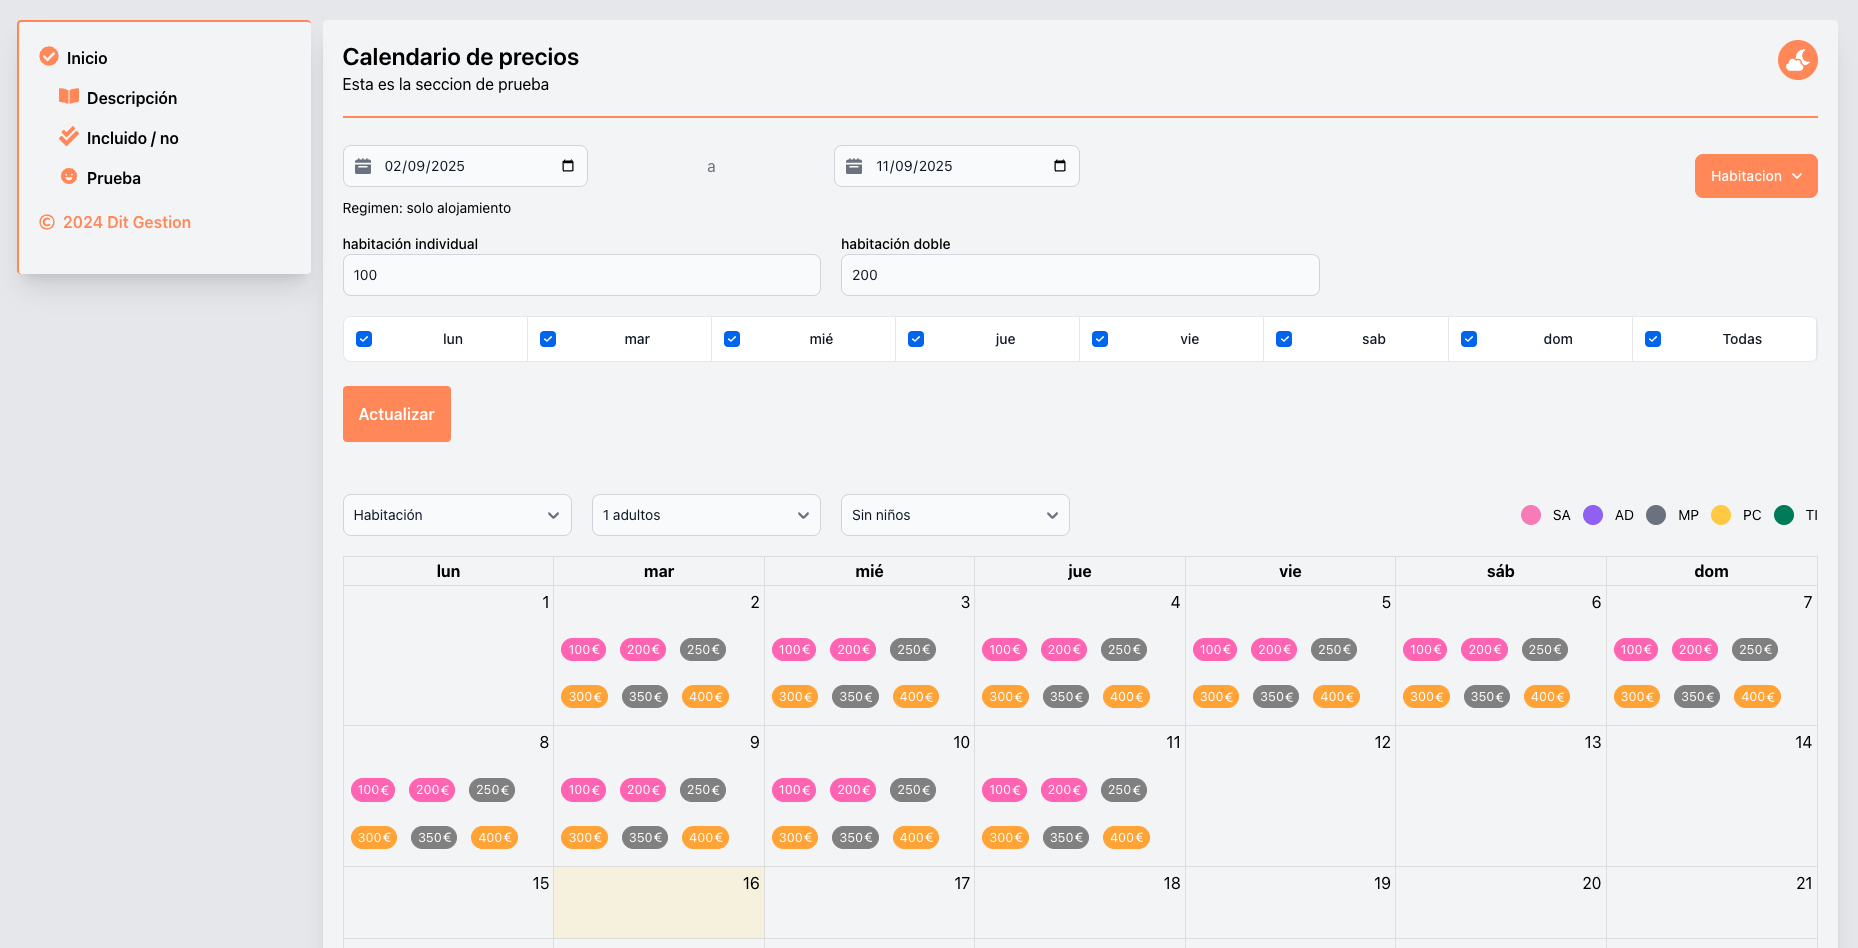 Inicio
Descripción
Incluido / no
Prueba
© 2024 Dit Gestion
Calendario de precios
Esta es la seccion de prueba
02/09/2025 a 11/09/2025
Habitacion
Regimen: solo alojamiento
habitación individual habitación doble
100 200
lun mar mié jue vie sab dom Todas
Actualizar
Habitación 1 adultos Sin niños SA AD MP PC TI
lun mar mié jue vie sáb dom
1 2 3 4 5 6 7
100€ 200€ 250€ 100€ 200€ 250€ 100€ 200€ 250€ 100€ 200€ 250€ 100€ 200€ 250€ 100€ 200€ 250€
300€ 350€ 400€ 300€ 350€ 400€ 300€ 350€ 400€ 300€ 350€ 400€ 300€ 350€ 400€ 300€ 350€ 400€
8 9 10 11 12 13 14
100€ 200€ 250€ 100€ 200€ 250€ 100€ 200€ 250€ 100€ 200€ 250€
300€ 350€ 400€ 300€ 350€ 400€ 300€ 350€ 400€ 300€ 350€ 400€
15 16 17 18 19 20 21